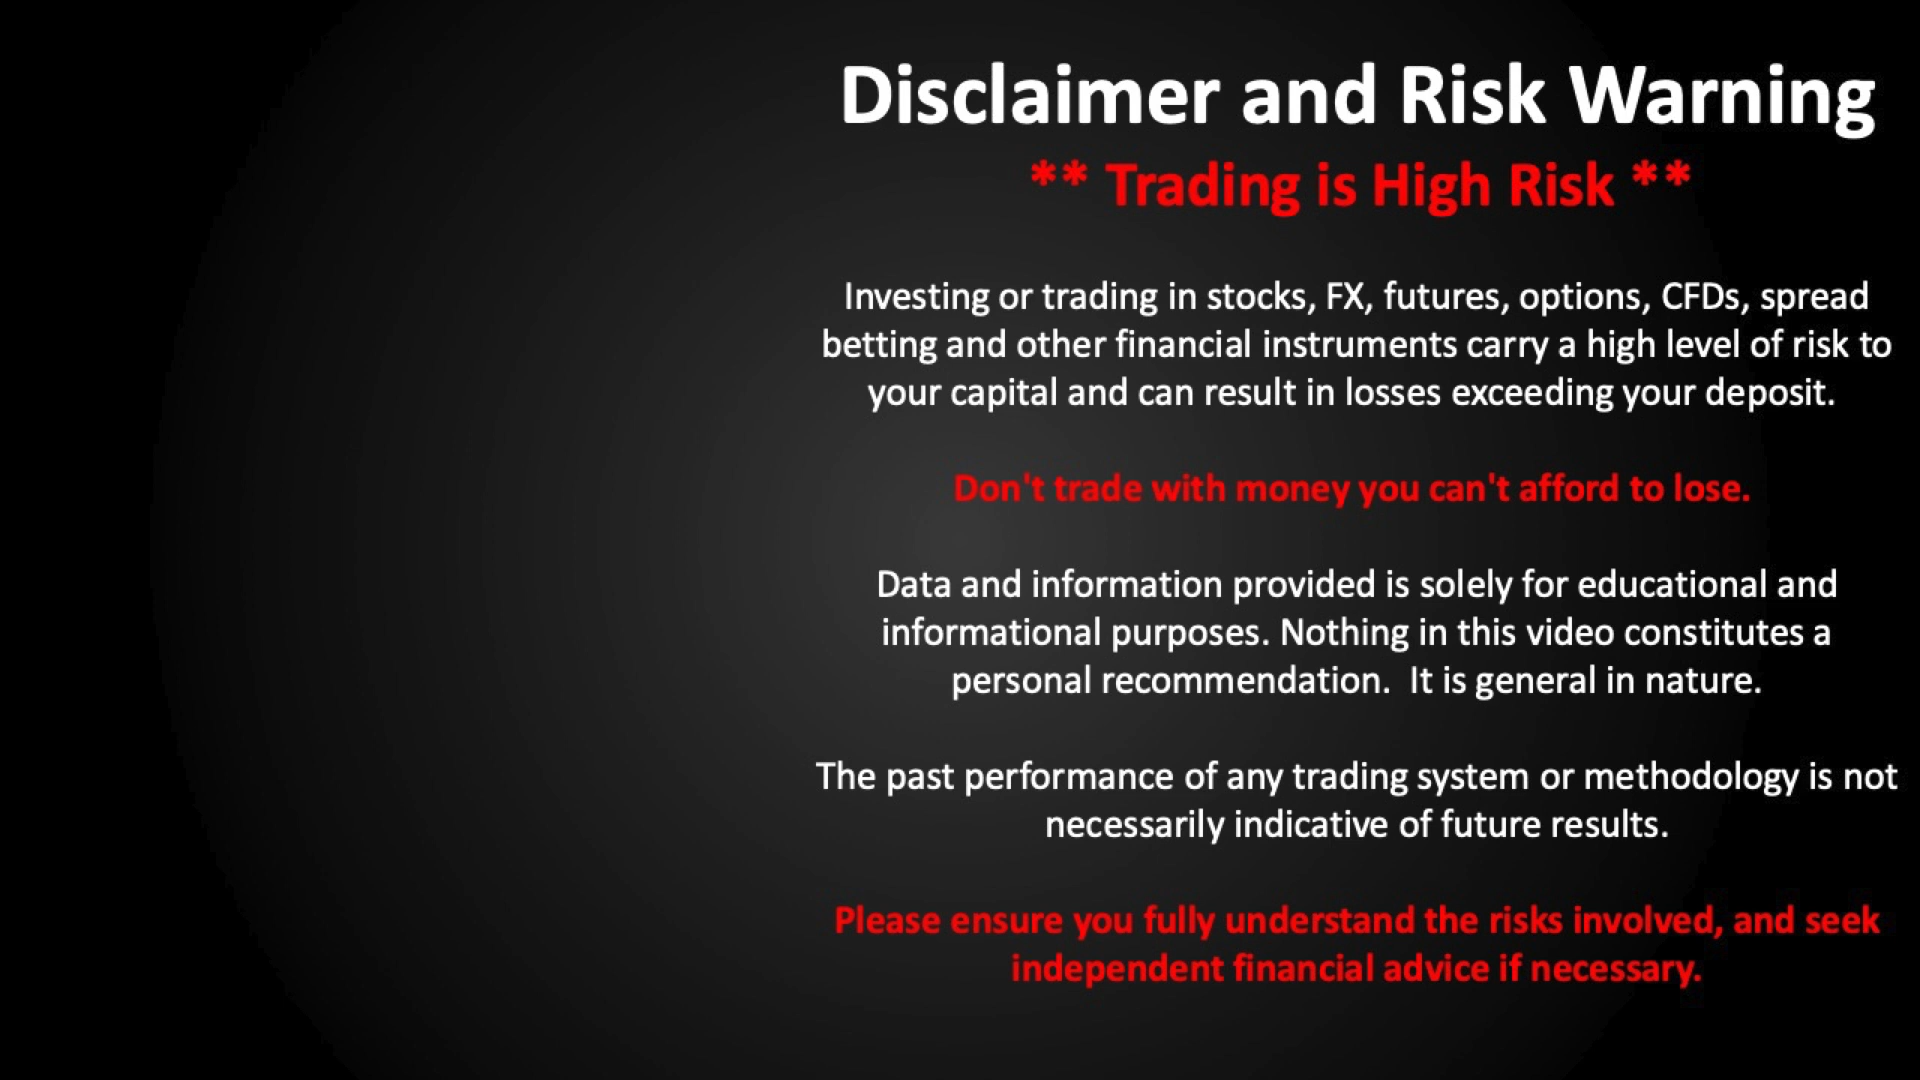 Disclaimer and Risk Warning
** Trading is High Risk **
Investing or trading in stocks, FX, futures, options, CFDs, spread
betting and other financial instruments carry a high level of risk to
your capital and can result in losses exceeding your deposit.
Don't trade with money you can't afford to lose.
Data and information provided is solely for educational and
informational purposes. Nothing in this video constitutes a
personal recommendation.  It is general in nature.
The past performance of any trading system or methodology is not
necessarily indicative of future results.
Please ensure you fully understand the risks involved, and seek
independent financial advice if necessary.